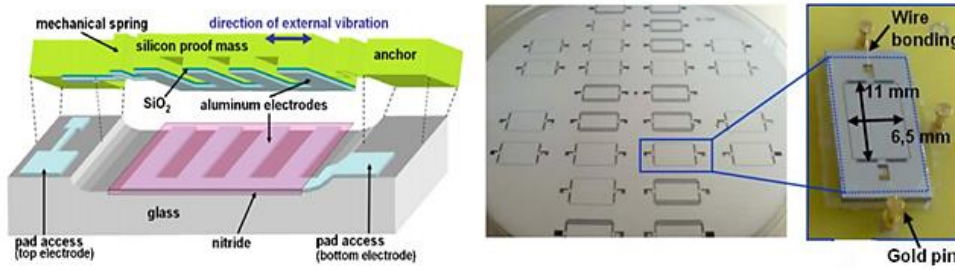 mechanical spring
direction of external vibration
silicon proof mass
anchor
SiO2
aluminum electrodes
glass
nitride
pad access
(top electrode)
pad access
(bottom electrode)
Wire
bonding
11 mm
6,5 mm
Gold pin